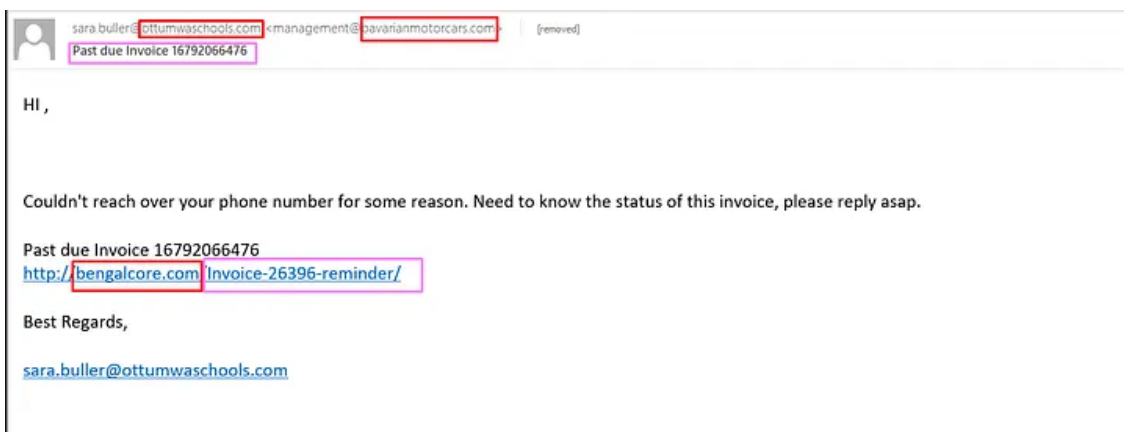 sara.buller@ottumwaschools.com <management@pavarianmotorcars.com> [removed]
Past due Invoice 16792066476
HI ,
Couldn't reach over your phone number for some reason. Need to know the status of this invoice, please reply asap.
Past due Invoice 16792066476
http://bengalcore.com/Invoice-26396-reminder/
Best Regards,
sara.buller@ottumwaschools.com